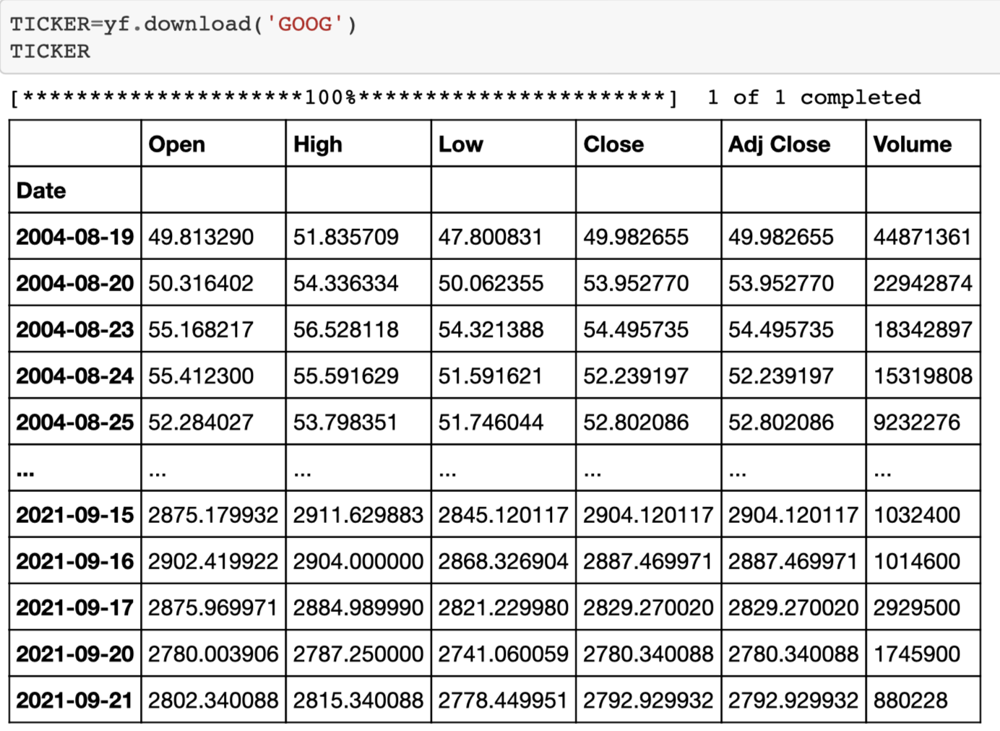 TICKER=yf.download('GOOG')
TICKER
[*********************100%***********************]  1 of 1 completed
Open High Low Close Adj Close Volume
Date
2004-08-19 49.813290 51.835709 47.800831 49.982655 49.982655 44871361
2004-08-20 50.316402 54.336334 50.062355 53.952770 53.952770 22942874
2004-08-23 55.168217 56.528118 54.321388 54.495735 54.495735 18342897
2004-08-24 55.412300 55.591629 51.591621 52.239197 52.239197 15319808
2004-08-25 52.284027 53.798351 51.746044 52.802086 52.802086 9232276
... ... ... ... ... ... ...
2021-09-15 2875.179932 2911.629883 2845.120117 2904.120117 2904.120117 1032400
2021-09-16 2902.419922 2904.000000 2868.326904 2887.469971 2887.469971 1014600
2021-09-17 2875.969971 2884.989990 2821.229980 2829.270020 2829.270020 2929500
2021-09-20 2780.003906 2787.250000 2741.060059 2780.340088 2780.340088 1745900
2021-09-21 2802.340088 2815.340088 2778.449951 2792.929932 2792.929932 880228